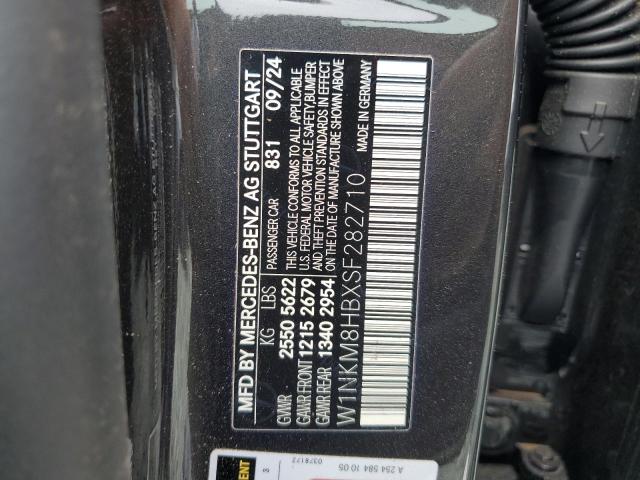 MFD BY MERCEDES-BENZ AG STUTTGART
KG LBS PASSENGER CAR 831 09/24
GVWR 2550 5622 THIS VEHICLE CONFORMS TO ALL APPLICABLE
GAWR FRONT 1215 2679 U.S. FEDERAL MOTOR VEHICLE SAFETY, BUMPER
GAWR REAR 1340 2954 AND THEFT PREVENTION STANDARDS IN EFFECT
ON THE DATE OF MANUFACTURE SHOWN ABOVE
W1NKM8HBXSF282710
MADE IN GERMANY
A 254 584 10 05